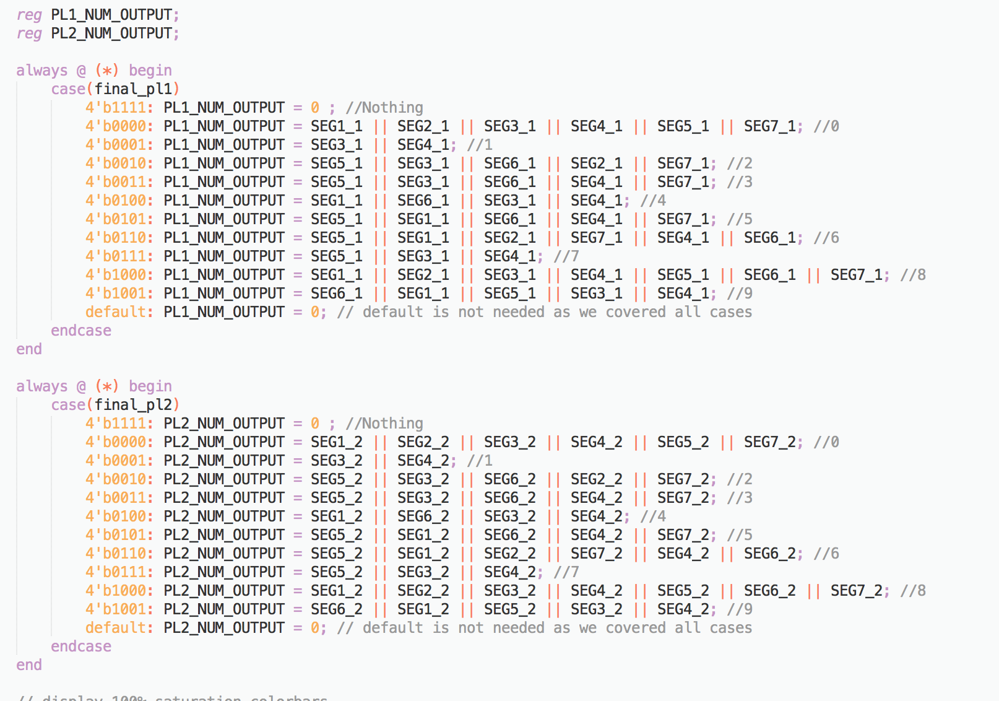 reg PL1_NUM_OUTPUT;
reg PL2_NUM_OUTPUT;
always @ (*) begin
case(final_pl1)
4'b1111: PL1_NUM_OUTPUT = 0 ; //Nothing
4'b0000: PL1_NUM_OUTPUT = SEG1_1 || SEG2_1 || SEG3_1 || SEG4_1 || SEG5_1 || SEG7_1; //0
4'b0001: PL1_NUM_OUTPUT = SEG3_1 || SEG4_1; //1
4'b0010: PL1_NUM_OUTPUT = SEG5_1 || SEG3_1 || SEG6_1 || SEG2_1 || SEG7_1; //2
4'b0011: PL1_NUM_OUTPUT = SEG5_1 || SEG3_1 || SEG6_1 || SEG4_1 || SEG7_1; //3
4'b0100: PL1_NUM_OUTPUT = SEG1_1 || SEG6_1 || SEG3_1 || SEG4_1; //4
4'b0101: PL1_NUM_OUTPUT = SEG5_1 || SEG1_1 || SEG6_1 || SEG4_1 || SEG7_1; //5
4'b0110: PL1_NUM_OUTPUT = SEG5_1 || SEG1_1 || SEG2_1 || SEG7_1 || SEG4_1 || SEG6_1; //6
4'b0111: PL1_NUM_OUTPUT = SEG5_1 || SEG3_1 || SEG4_1; //7
4'b1000: PL1_NUM_OUTPUT = SEG1_1 || SEG2_1 || SEG3_1 || SEG4_1 || SEG5_1 || SEG6_1 || SEG7_1; //8
4'b1001: PL1_NUM_OUTPUT = SEG6_1 || SEG1_1 || SEG5_1 || SEG3_1 || SEG4_1; //9
default: PL1_NUM_OUTPUT = 0; // default is not needed as we covered all cases
endcase
end
always @ (*) begin
case(final_pl2)
4'b1111: PL2_NUM_OUTPUT = 0 ; //Nothing
4'b0000: PL2_NUM_OUTPUT = SEG1_2 || SEG2_2 || SEG3_2 || SEG4_2 || SEG5_2 || SEG7_2; //0
4'b0001: PL2_NUM_OUTPUT = SEG3_2 || SEG4_2; //1
4'b0010: PL2_NUM_OUTPUT = SEG5_2 || SEG3_2 || SEG6_2 || SEG2_2 || SEG7_2; //2
4'b0011: PL2_NUM_OUTPUT = SEG5_2 || SEG3_2 || SEG6_2 || SEG4_2 || SEG7_2; //3
4'b0100: PL2_NUM_OUTPUT = SEG1_2 || SEG6_2 || SEG3_2 || SEG4_2; //4
4'b0101: PL2_NUM_OUTPUT = SEG5_2 || SEG1_2 || SEG6_2 || SEG4_2 || SEG7_2; //5
4'b0110: PL2_NUM_OUTPUT = SEG5_2 || SEG1_2 || SEG2_2 || SEG7_2 || SEG4_2 || SEG6_2; //6
4'b0111: PL2_NUM_OUTPUT = SEG5_2 || SEG3_2 || SEG4_2; //7
4'b1000: PL2_NUM_OUTPUT = SEG1_2 || SEG2_2 || SEG3_2 || SEG4_2 || SEG5_2 || SEG6_2 || SEG7_2; //8
4'b1001: PL2_NUM_OUTPUT = SEG6_2 || SEG1_2 || SEG5_2 || SEG3_2 || SEG4_2; //9
default: PL2_NUM_OUTPUT = 0; // default is not needed as we covered all cases
endcase
end
// display 100% saturation colorbars